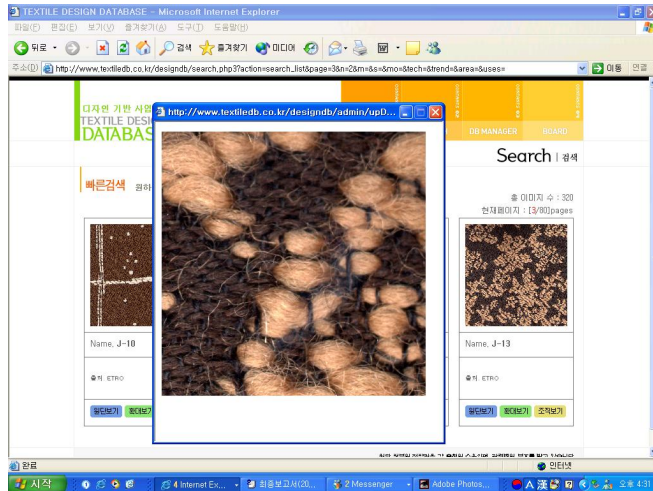 TEXTILE DESIGN DATABASE - Microsoft Internet Explorer
파일(F) 편집(E) 보기(V) 즐겨찾기(A) 도구(T) 도움말(H)
뒤로 검색 즐겨찾기 미디어
주소(D) http://www.textiledb.co.kr/designdb/search.php3?action=search_list&page=3&n=2&m=&s=&mo=&tech=&trend=&area=&uses= 이동 연결
디자인 기반 사업
TEXTILE DESI
DATABAS
http://www.textiledb.co.kr/designdb/admin/upD...
DB MANAGER BOARD
Search | 검색
빠른검색 원하
총 이미지 수 : 320
현재페이지 : [3/80]pages
Name. J-10
Name. J-13
출처. ETRO
출처. ETRO
원단보기 확대보기
원단보기 확대보기 조직보기
완료 인터넷
시작 4 Internet Ex... 최종보고서(20... 2 Messenger Adobe Photos... A 漢 오후 4:31